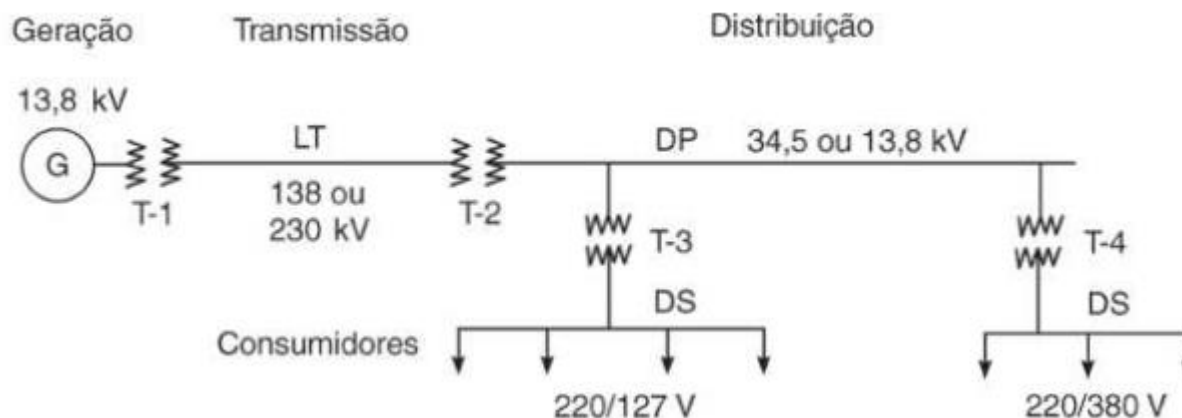 Geração
Transmissão
Distribuição
13,8 kV
G
T-1
LT
138 ou
230 kV
T-2
DP
34,5 ou 13,8 kV
T-3
T-4
DS
DS
Consumidores
220/127 V
220/380 V